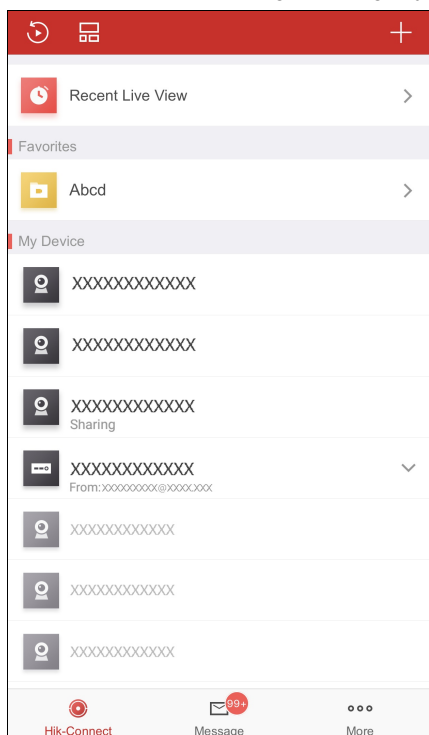 Recent Live View
Favorites
Abcd
My Device
XXXXXXXXXXXX
XXXXXXXXXXXX
XXXXXXXXXXXX
Sharing
XXXXXXXXXXXX
From:XXXXXXXX@XXXX.XXX
XXXXXXXXXXXX
XXXXXXXXXXXX
XXXXXXXXXXXX
99+
Hik-Connect Message More